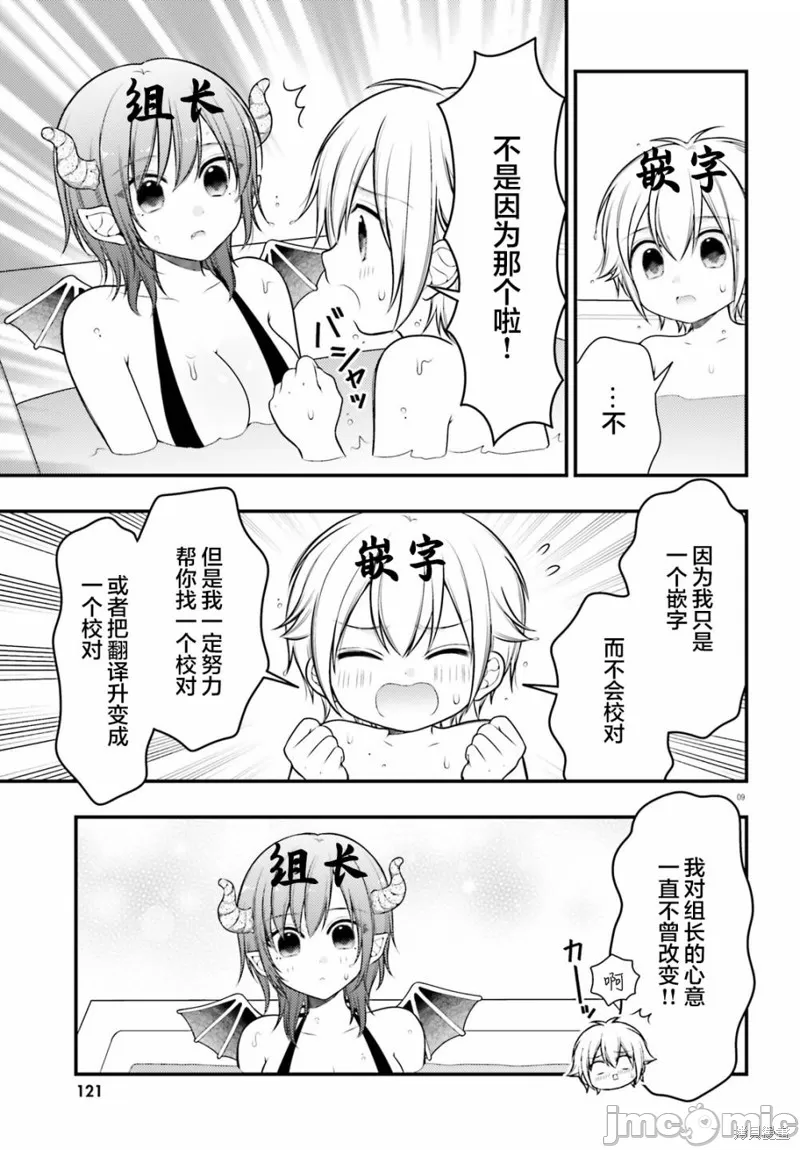 嵌字
…不
不是因为那个啦！
组长
バシャッ
因为我只是
一个嵌字
而不会校对
嵌字
但是我一定努力
帮你找一个校对
或者把翻译升变成
一个校对
09
我对组长的心意
一直不曾改变!!
啊
カーッ
组长
121
jmcomic
拷贝漫画